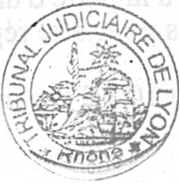 TRIBUNAL JUDICIAIRE DE LYON
* Rhône *